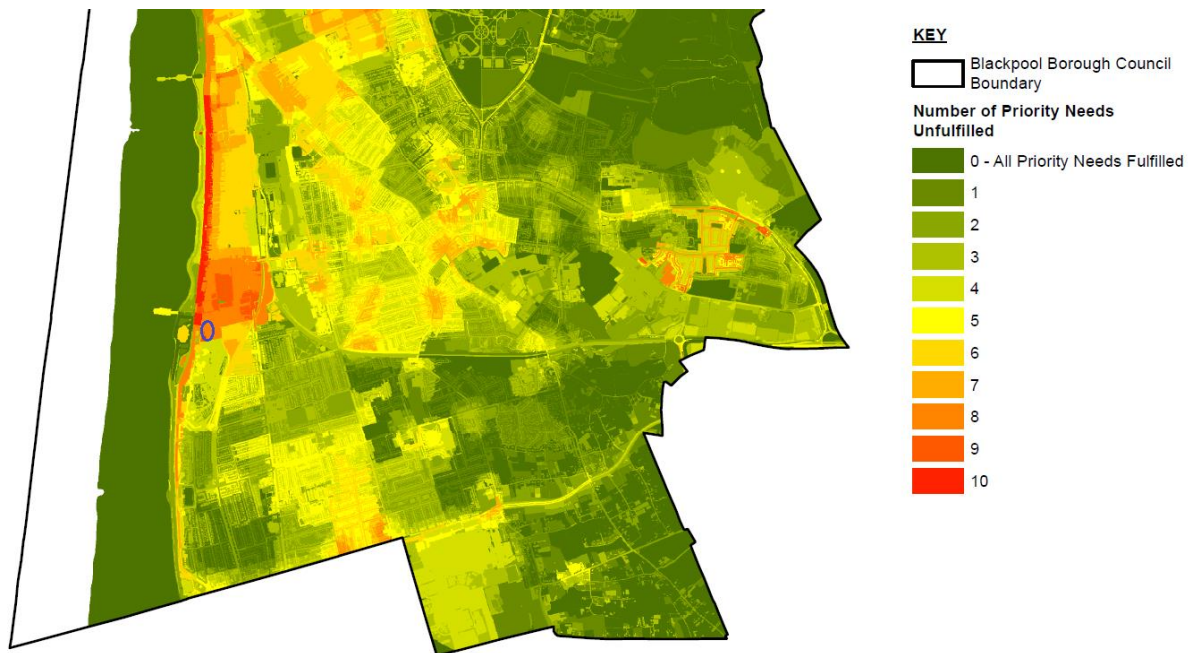 KEY
Blackpool Borough Council
Boundary
Number of Priority Needs
Unfulfilled
0 - All Priority Needs Fulfilled
1
2
3
4
5
6
7
8
9
10